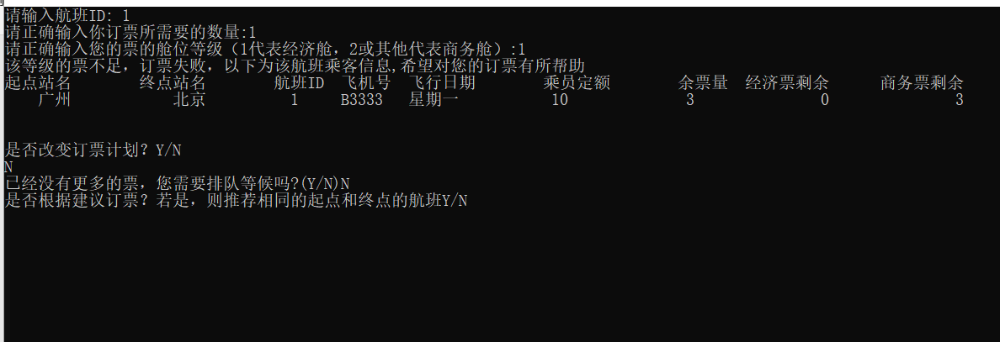 请输入航班ID: 1
请正确输入你订票所需要的数量:1
请正确输入您的票的舱位等级（1代表经济舱，2或其他代表商务舱）:1
该等级的票不足，订票失败，以下为该航班乘客信息,希望对您的订票有所帮助
起点站名 终点站名 航班ID 飞机号 飞行日期 乘员定额 余票量 经济票剩余 商务票剩余
广州 北京 1 B3333 星期一 10 3 0 3
是否改变订票计划？Y/N
N
已经没有更多的票，您需要排队等候吗?(Y/N)N
是否根据建议订票？若是，则推荐相同的起点和终点的航班Y/N